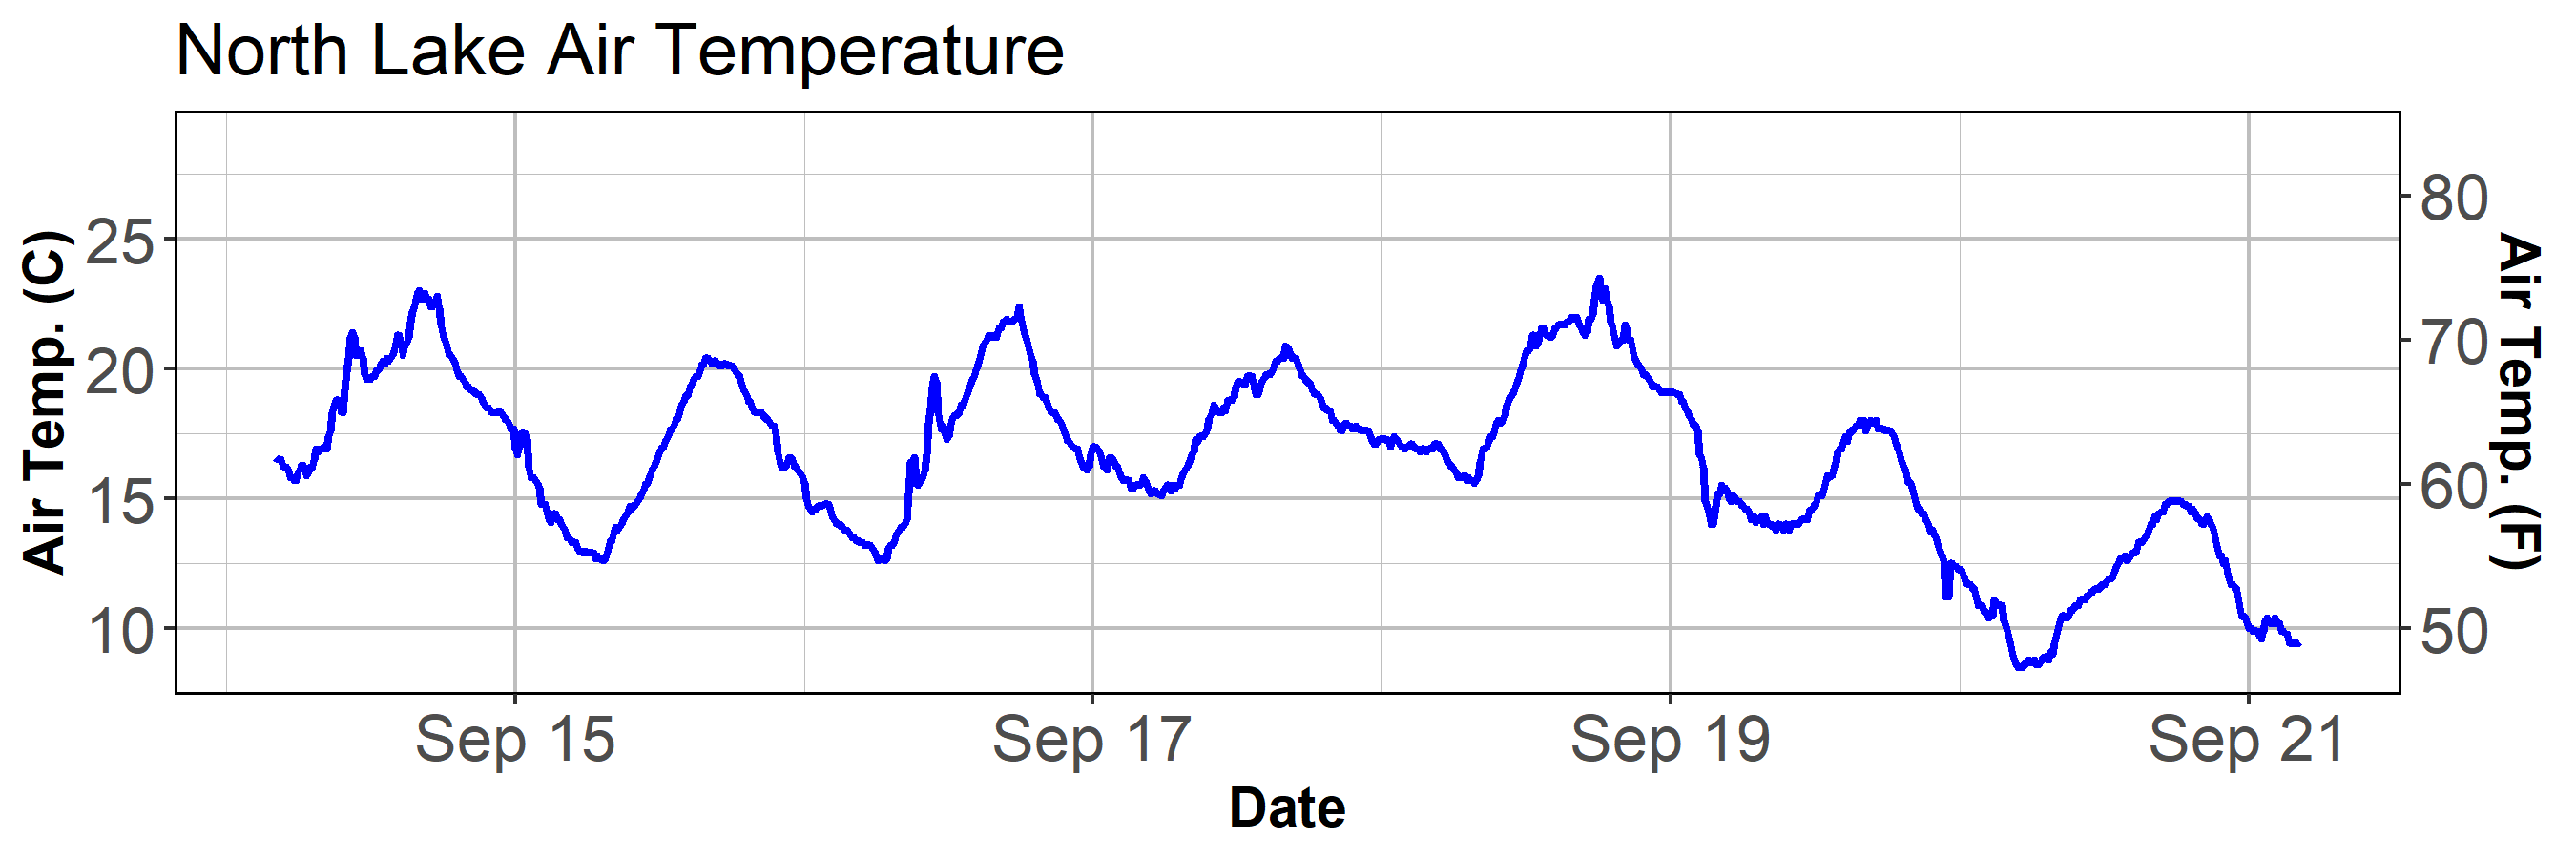 North Lake Air Temperature
Air Temp. (C)
25
20
15
10
80
70
60
50
Air Temp. (F)
Sep 15
Sep 17
Sep 19
Sep 21
Date